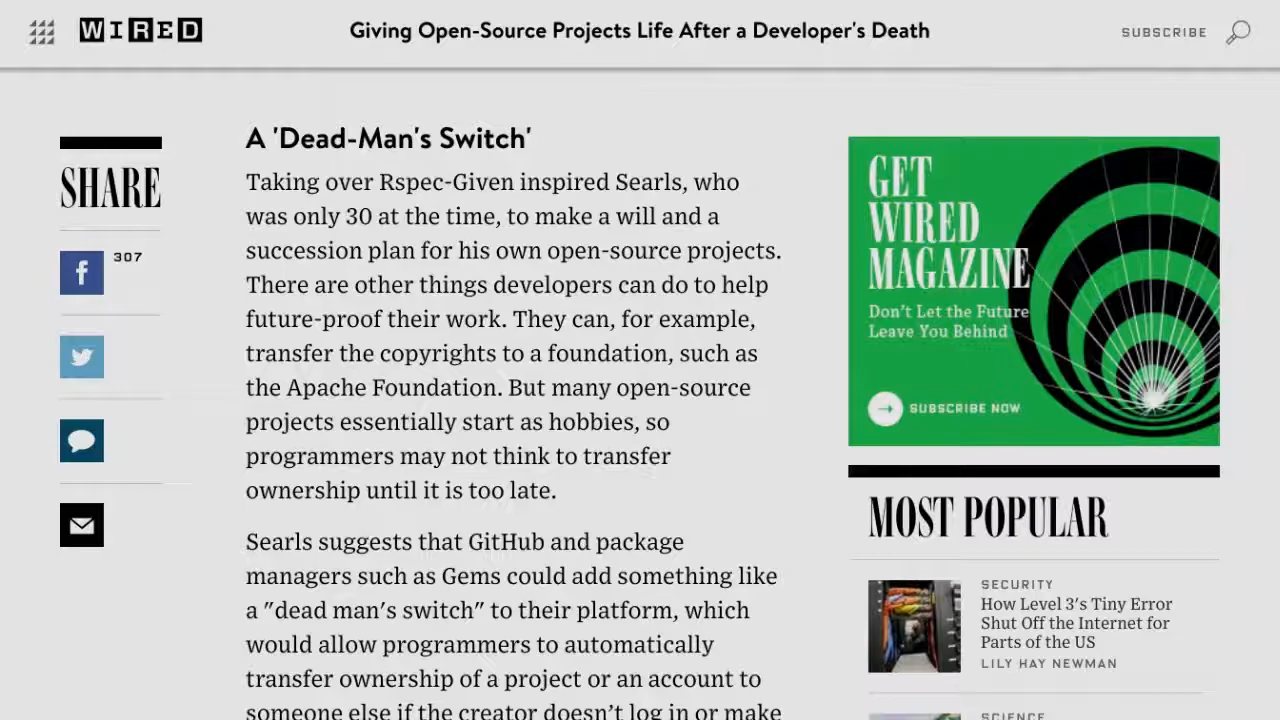 WIRED
Giving Open-Source Projects Life After a Developer's Death
SUBSCRIBE
SHARE
307
A 'Dead-Man's Switch'
Taking over Rspec-Given inspired Searls, who
was only 30 at the time, to make a will and a
succession plan for his own open-source projects.
There are other things developers can do to help
future-proof their work. They can, for example,
transfer the copyrights to a foundation, such as
the Apache Foundation. But many open-source
projects essentially start as hobbies, so
programmers may not think to transfer
ownership until it is too late.
Searls suggests that GitHub and package
managers such as Gems could add something like
a "dead man's switch" to their platform, which
would allow programmers to automatically
transfer ownership of a project or an account to
someone else if the creator doesn't log in or make
GET
WIRED
MAGAZINE
Don't Let the Future
Leave You Behind
SUBSCRIBE NOW
MOST POPULAR
SECURITY
How Level 3's Tiny Error
Shut Off the Internet for
Parts of the US
LILY HAY NEWMAN
SCIENCE